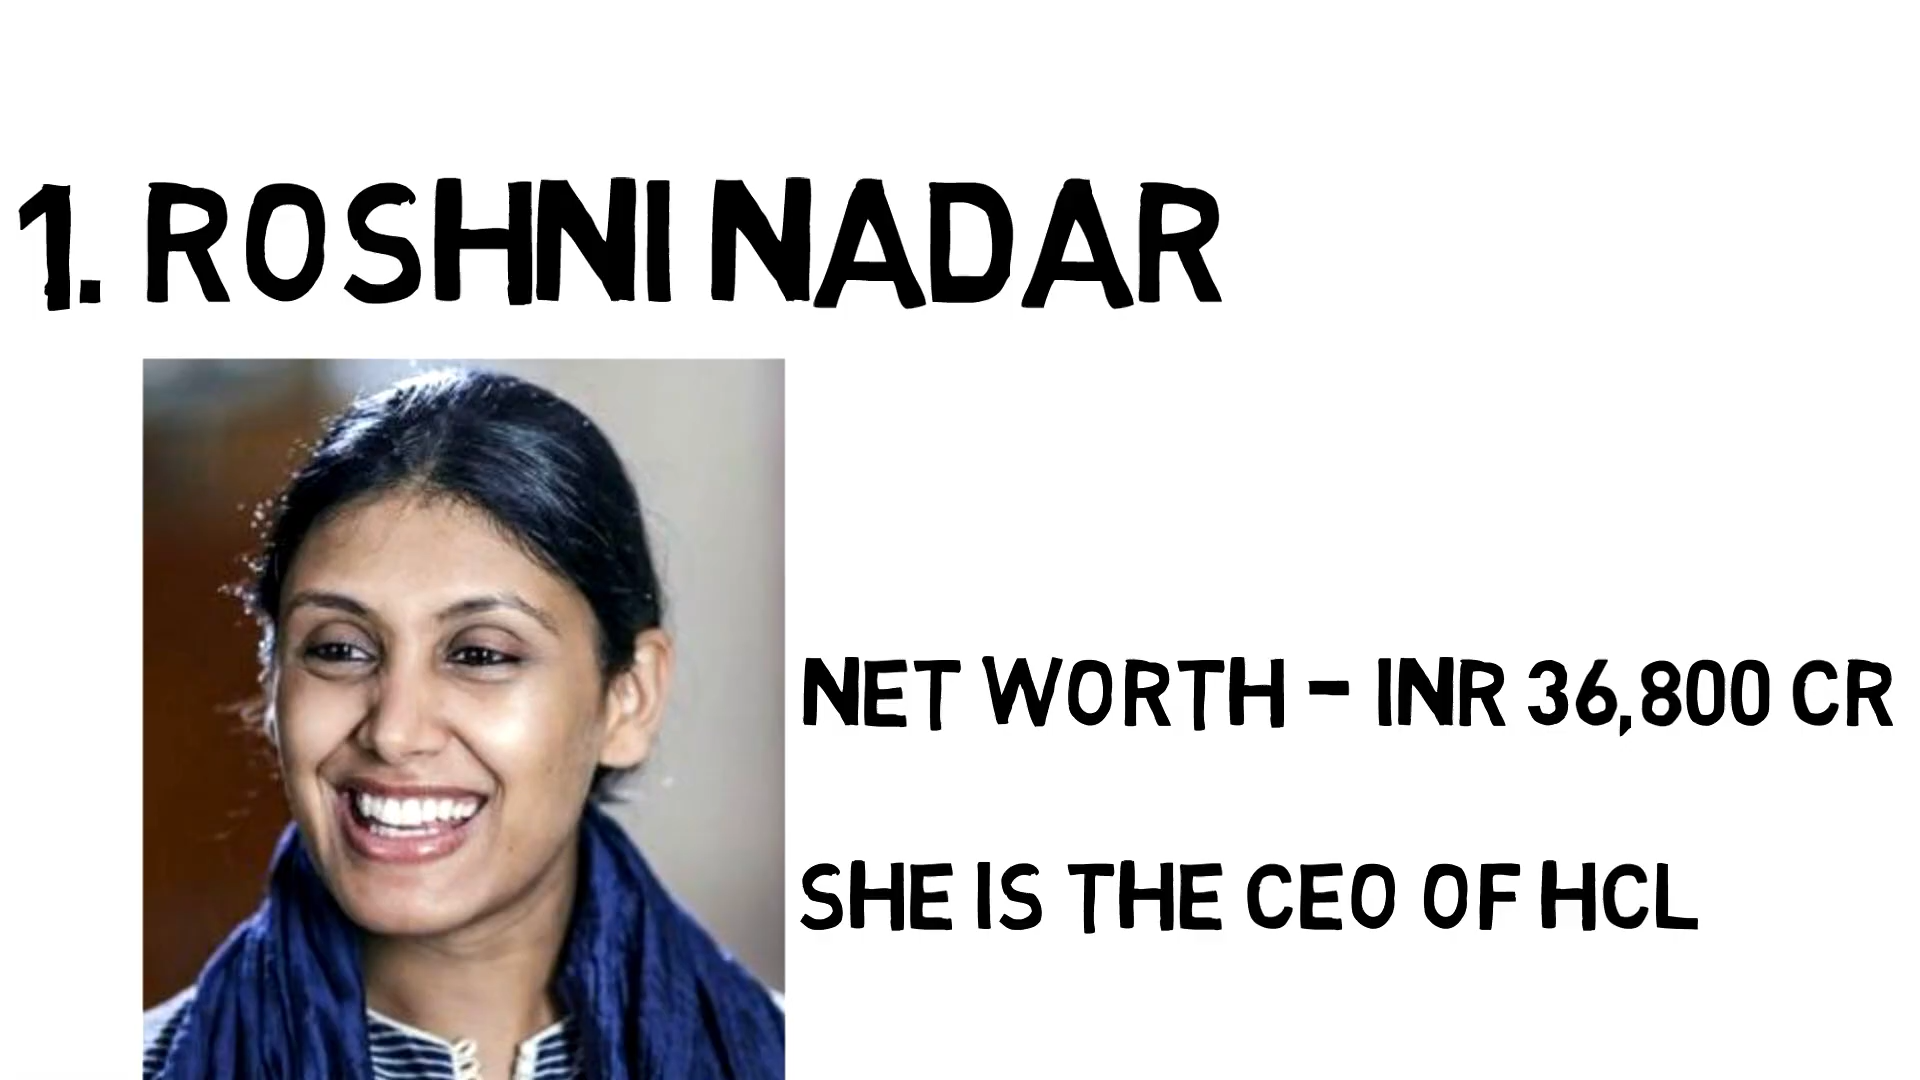 1. ROSHNI NADAR
NET WORTH - INR 36,800 CR
SHE IS THE CEO OF HCL